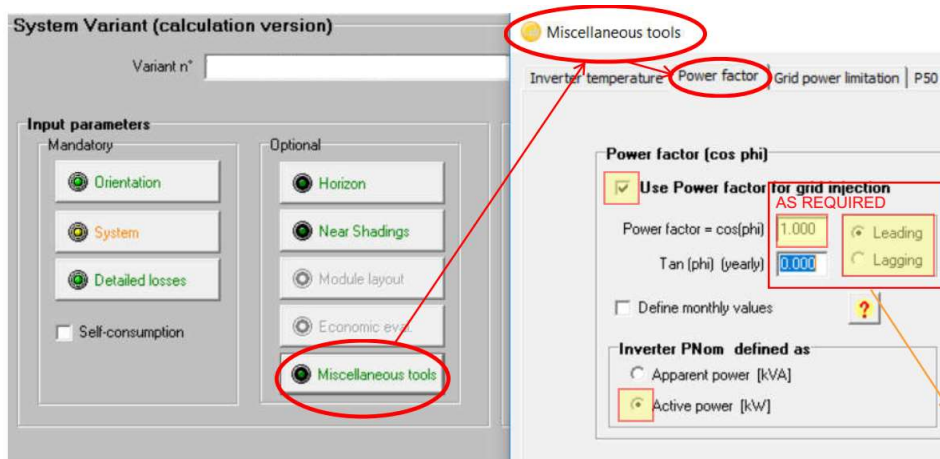 System Variant (calculation version)
Variant n°
Input parameters
Mandatory
Orientation
System
Detailed losses
Self-consumption
Optional
Horizon
Near Shadings
Module layout
Economic eval.
Miscellaneous tools
Miscellaneous tools
Inverter temperature Power factor Grid power limitation P50
Power factor (cos phi)
Use Power factor for grid injection
AS REQUIRED
Power factor = cos(phi) 1.000 Leading
Tan (phi) (yearly) 0.000 Lagging
Define monthly values ?
Inverter PNom defined as
Apparent power [kVA]
Active power [kW]